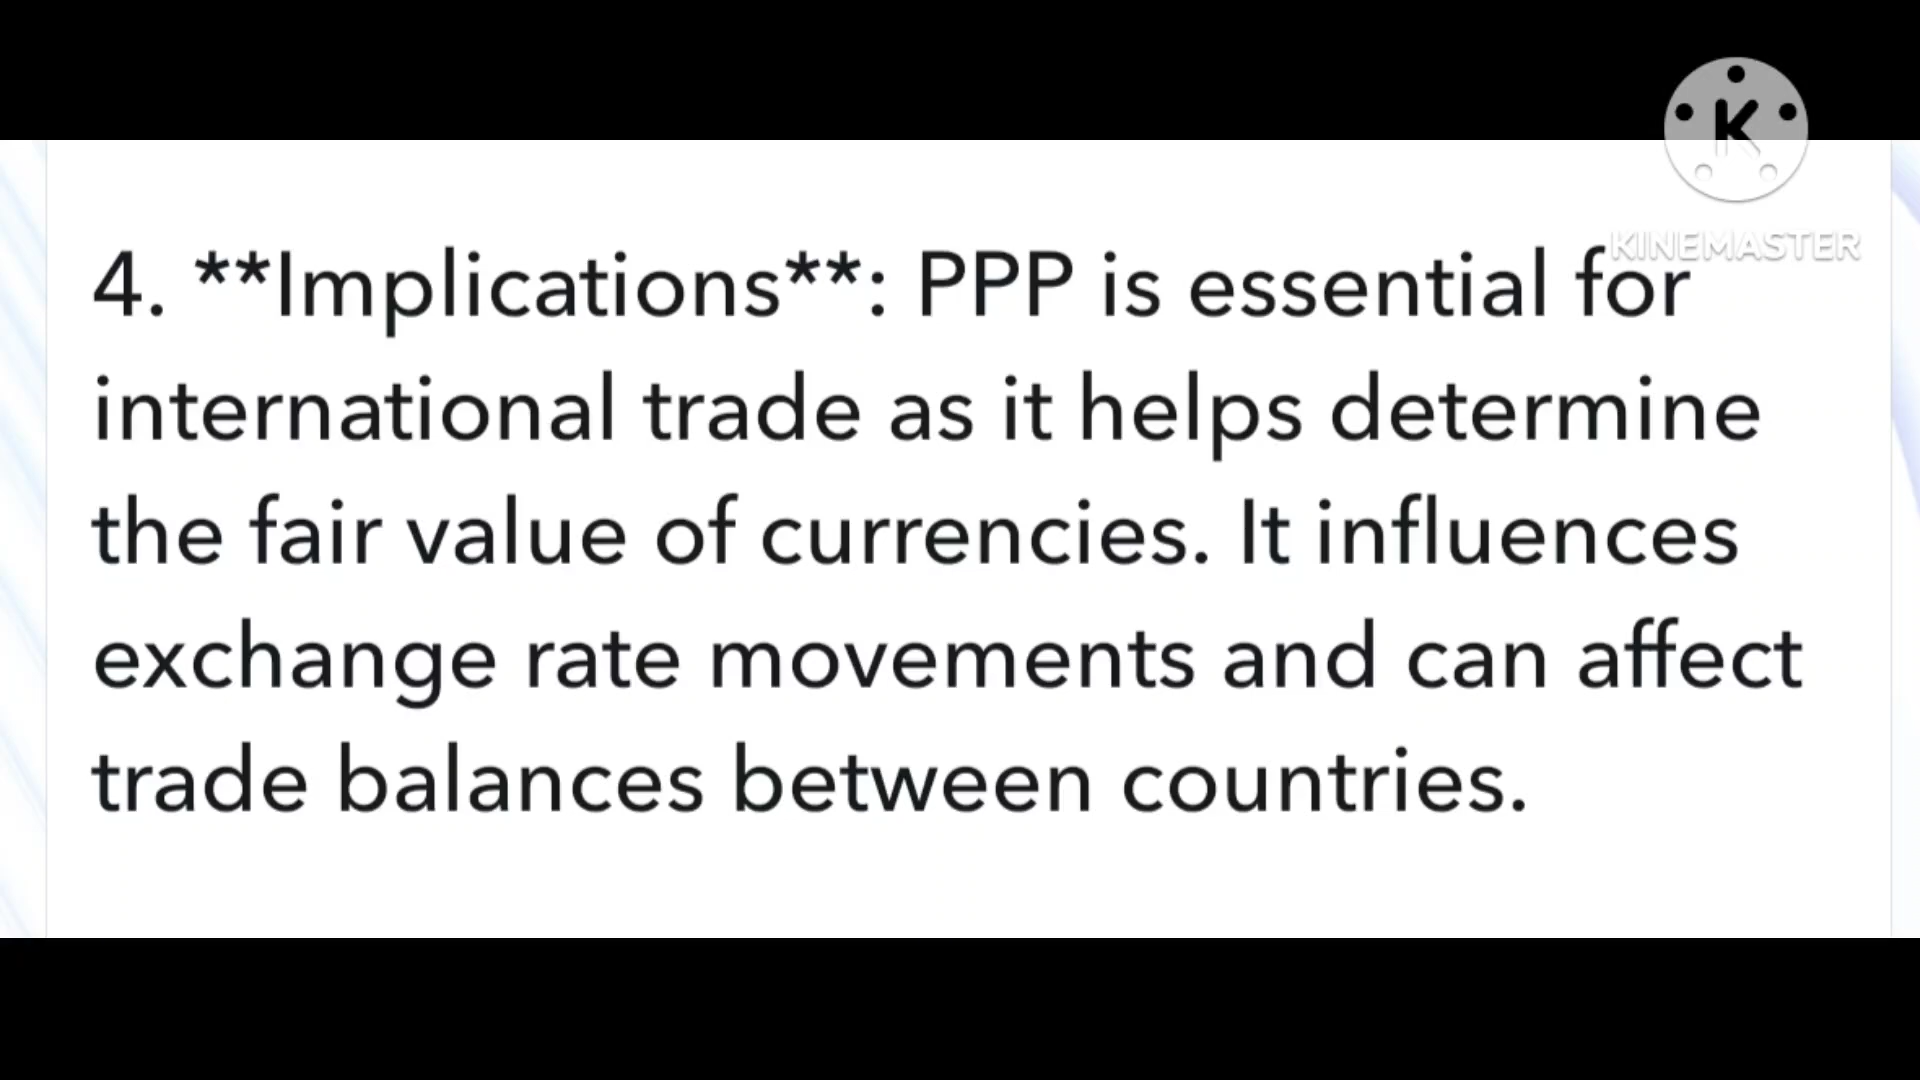 K
KINEMASTER
4. **Implications**: PPP is essential for
international trade as it helps determine
the fair value of currencies. It influences
exchange rate movements and can affect
trade balances between countries.